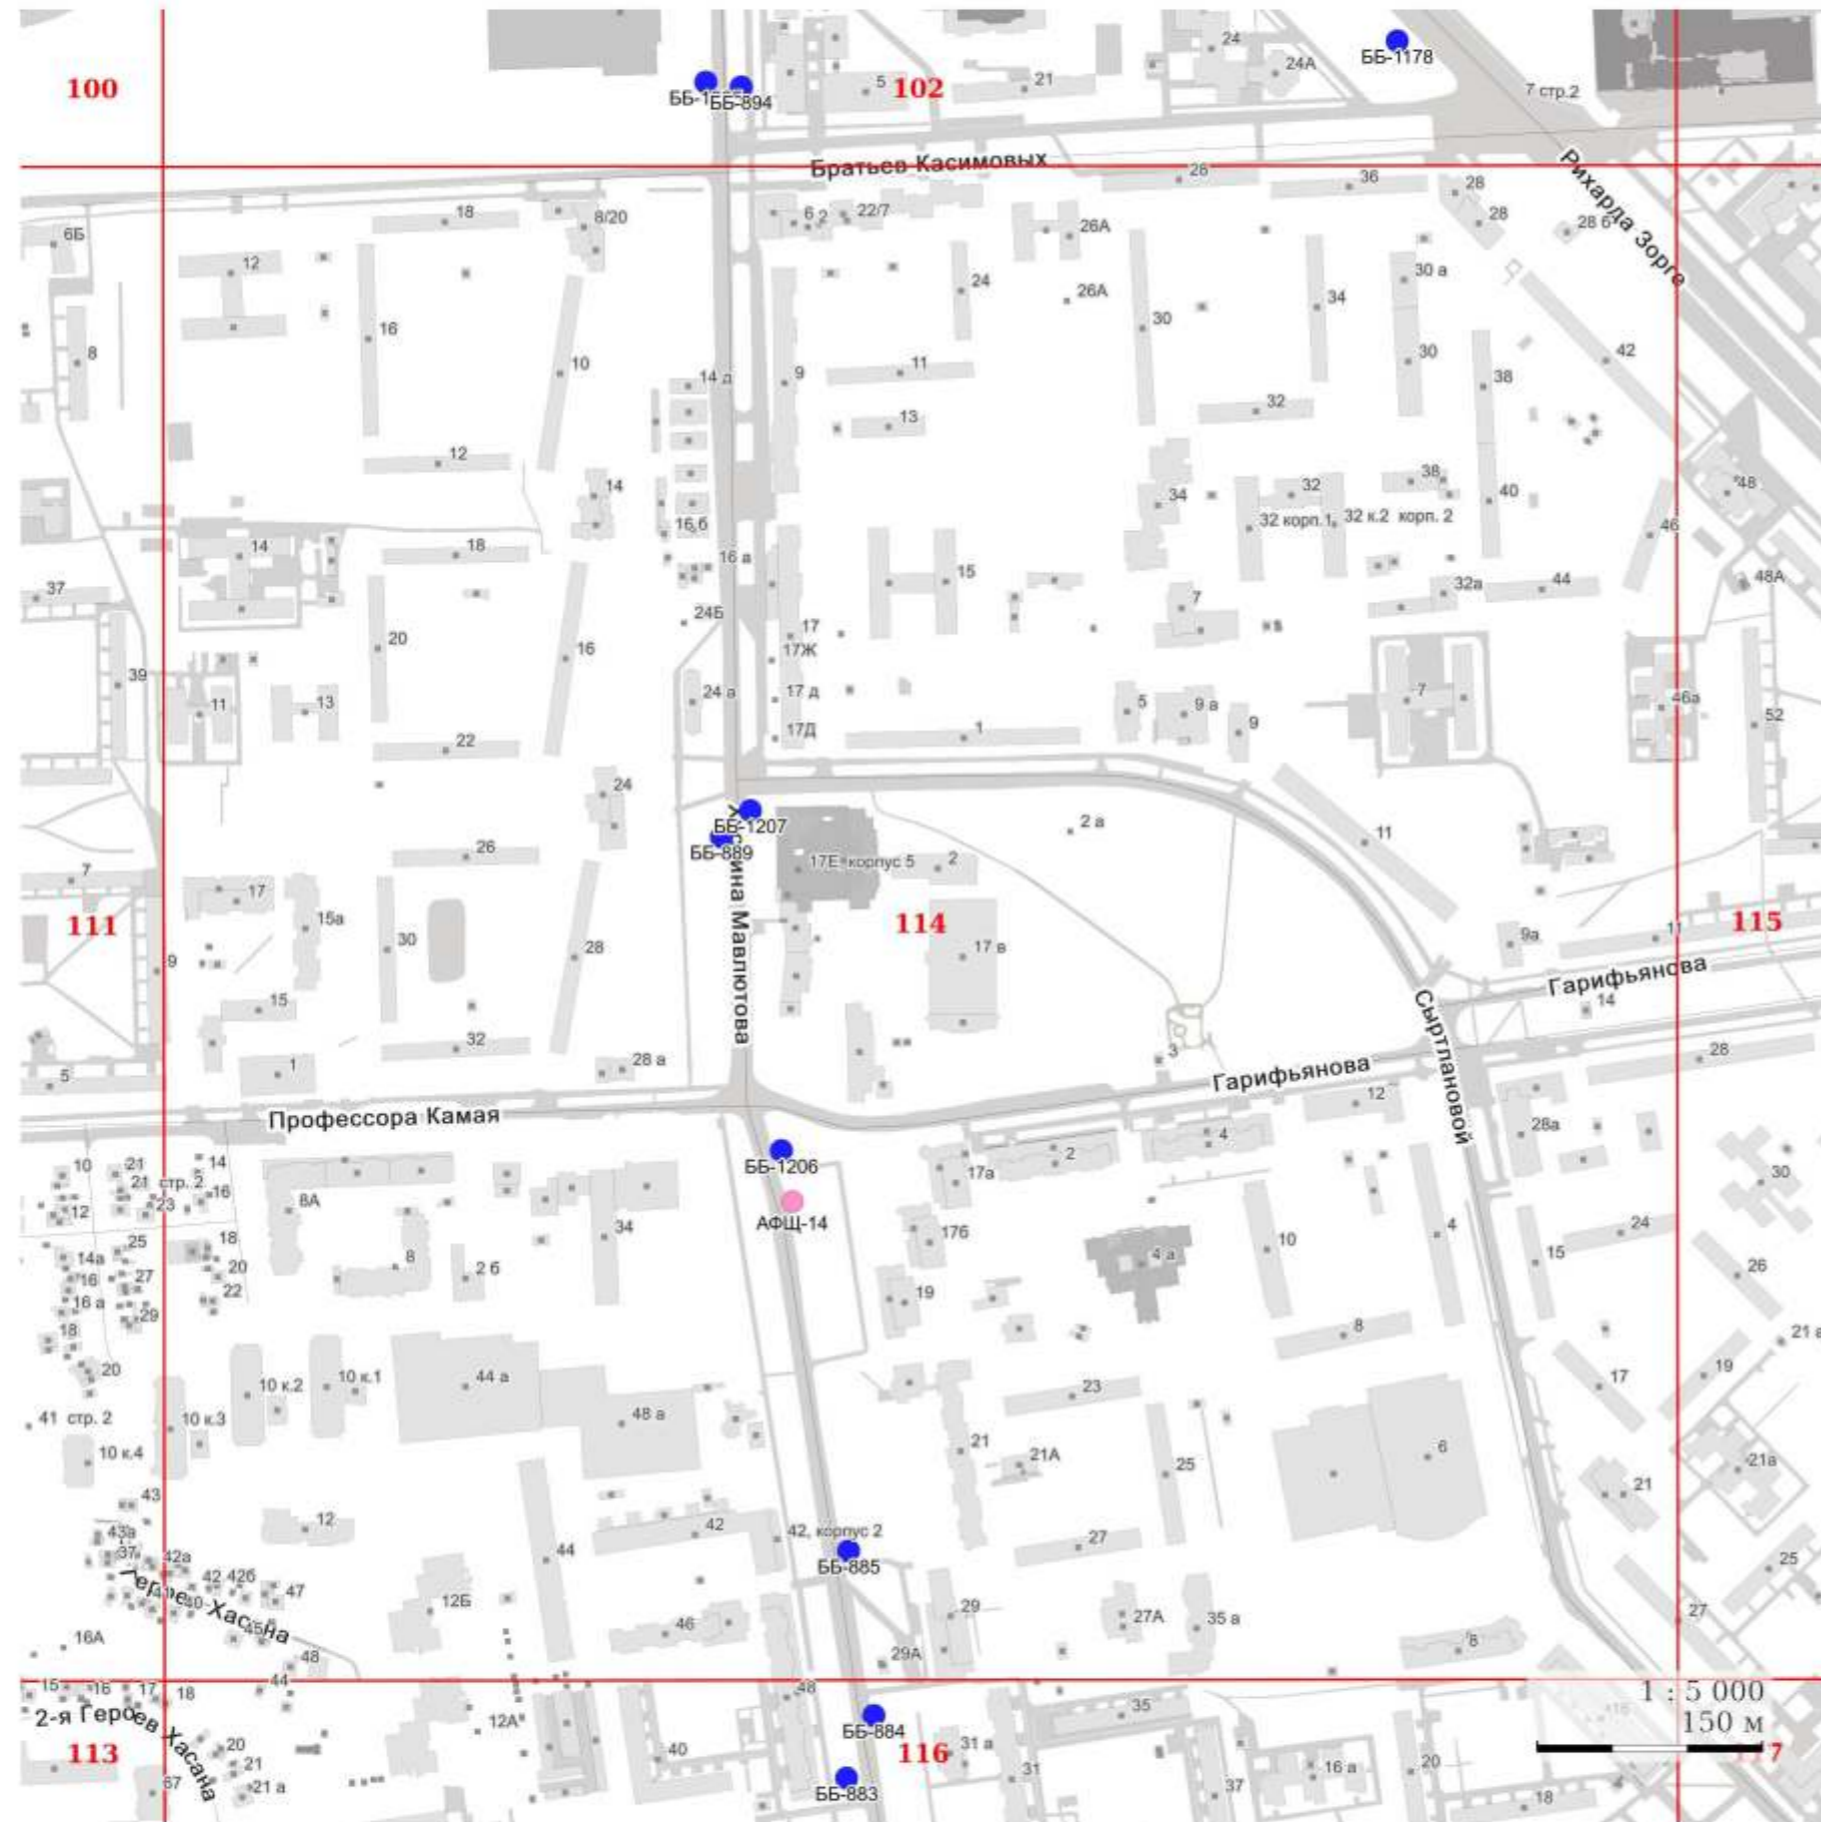 100
102
ББ-894
5
21
24
24А
ББ-1178
7 стр.2
Братьев Касимовых
Рихарда Зорге
6Б
18
8/20
6
2
22/7
26А
28
36
28
28
28 б
12
16
10
8
24
26А
30
34
30 а
30
38
42
14 д
9
11
13
32
12
14
16,б
34
32
38
40
46
48
32 корп.1
32 к.2
корп. 2
14
18
16 а
15
7
32а
44
48А
37
20
16
24Б
17
17Ж
39
11
13
24 а
17 д
17Д
1
5
9 а
9
7
46а
52
22
24
ББ-1207
ББ-889
2 а
11
26
17Е, корпус 5
2
7
17
15а
30
28
111
114
115
17 в
9а
11
9
15
32
28 а
1
5
Гарифьянова
14
28
3
Гарифьянова
12
Сыртлановой
Профессора Камая
ББ-1206
АФЩ-14
10
21
21 стр. 2
14
16
12
23
8А
34
17а
2
4
28а
30
25
18
14а
16
27
20
22
16 а
29
18
20
8
2 б
17б
19
4 а
10
4
15
24
26
8
21 в
17
19
41 стр. 2
10 к.4
10 к.3
10 к.2
10 к.1
44 а
48 а
23
21
21А
25
6
21
21а
43
43а
37
42а
42
42б
47
12
44
42
42, корпус 2
ББ-885
27
25
12Б
46
29
29А
27А
35 в
8
27
16А
48
44
15
16
17
18
2-я Героев Хасана
113
20
21
21 а
67
12А
40
48
ББ-884
116
ББ-883
31 а
31
35
37
16 а
20
18
1 : 5 000
150 м